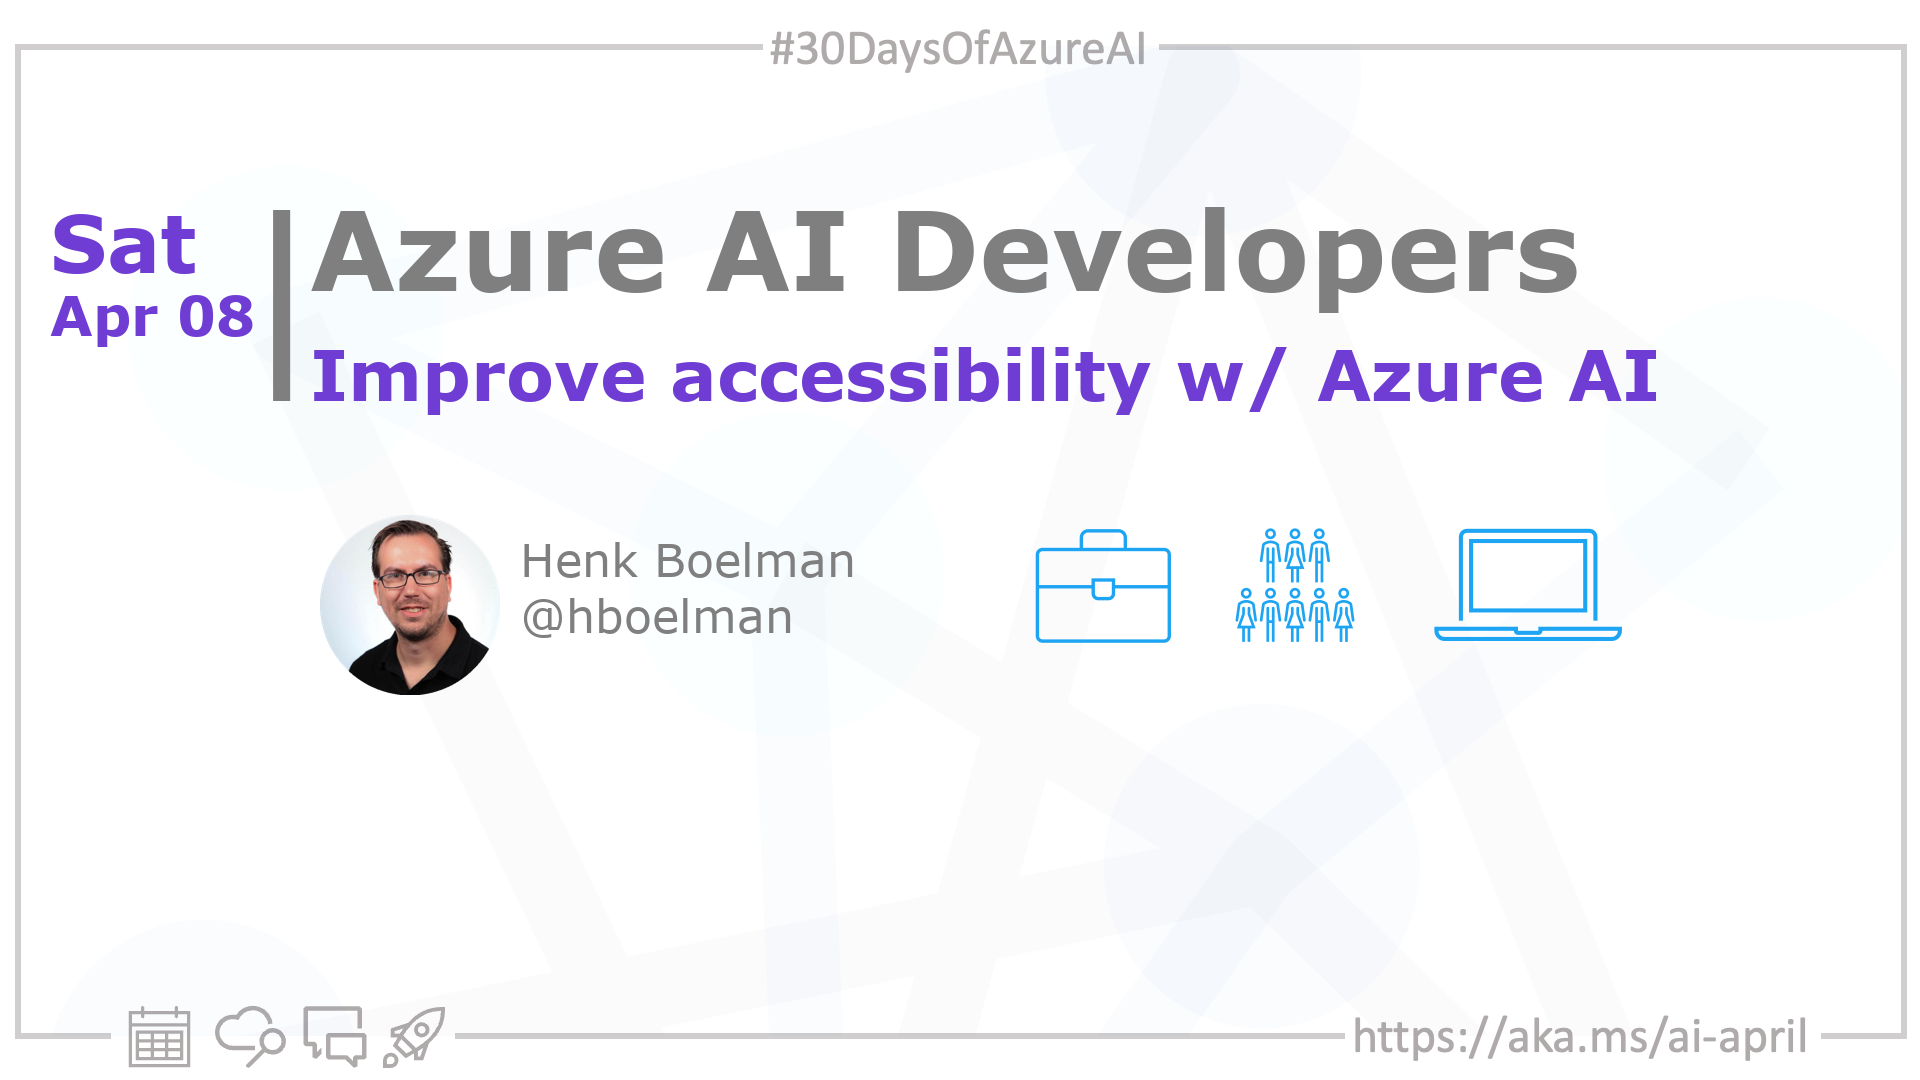 #30DaysOfAzureAI
Sat
Apr 08
Azure AI Developers
Improve accessibility w/ Azure AI
Henk Boelman
@hboelman
https://aka.ms/ai-april